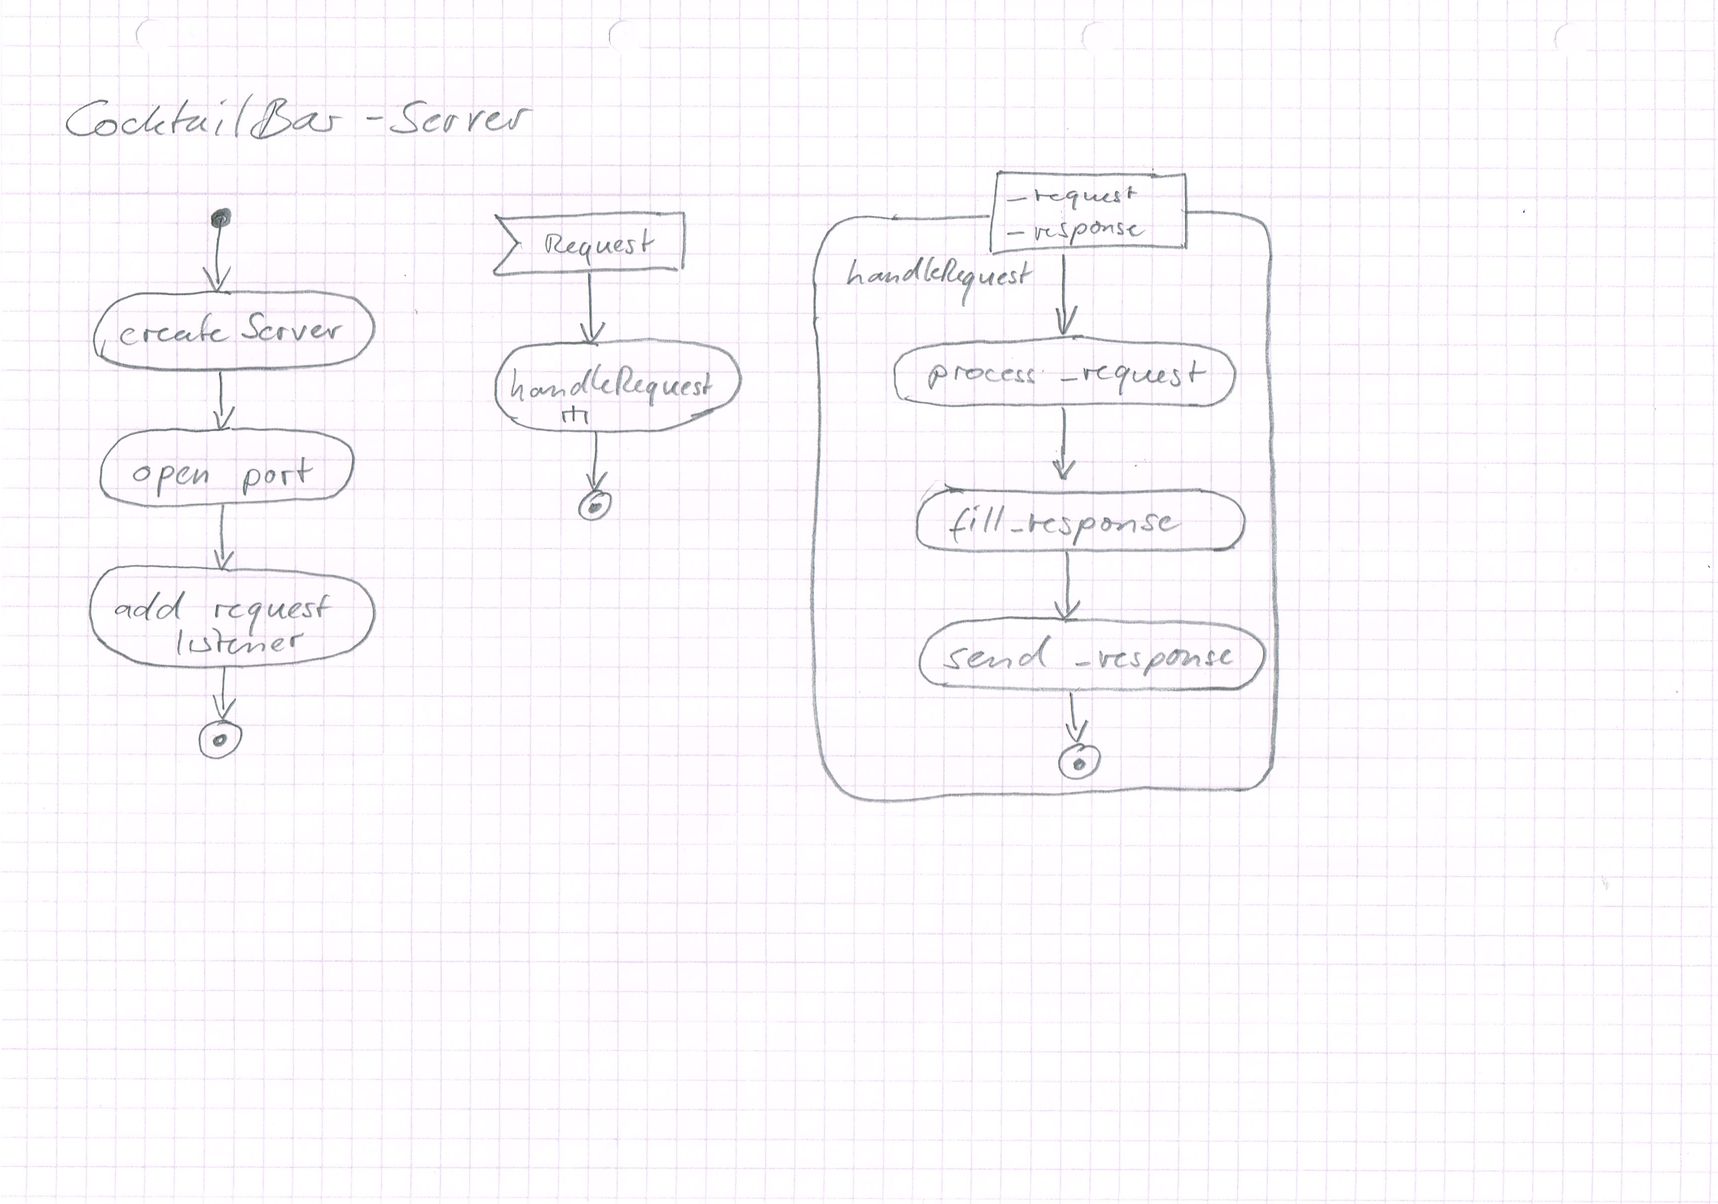 CocktailBar-Server
create Server
open port
add request
listener
Request
handleRequest
_request
_response
handleRequest
process _request
fill_response
send _response